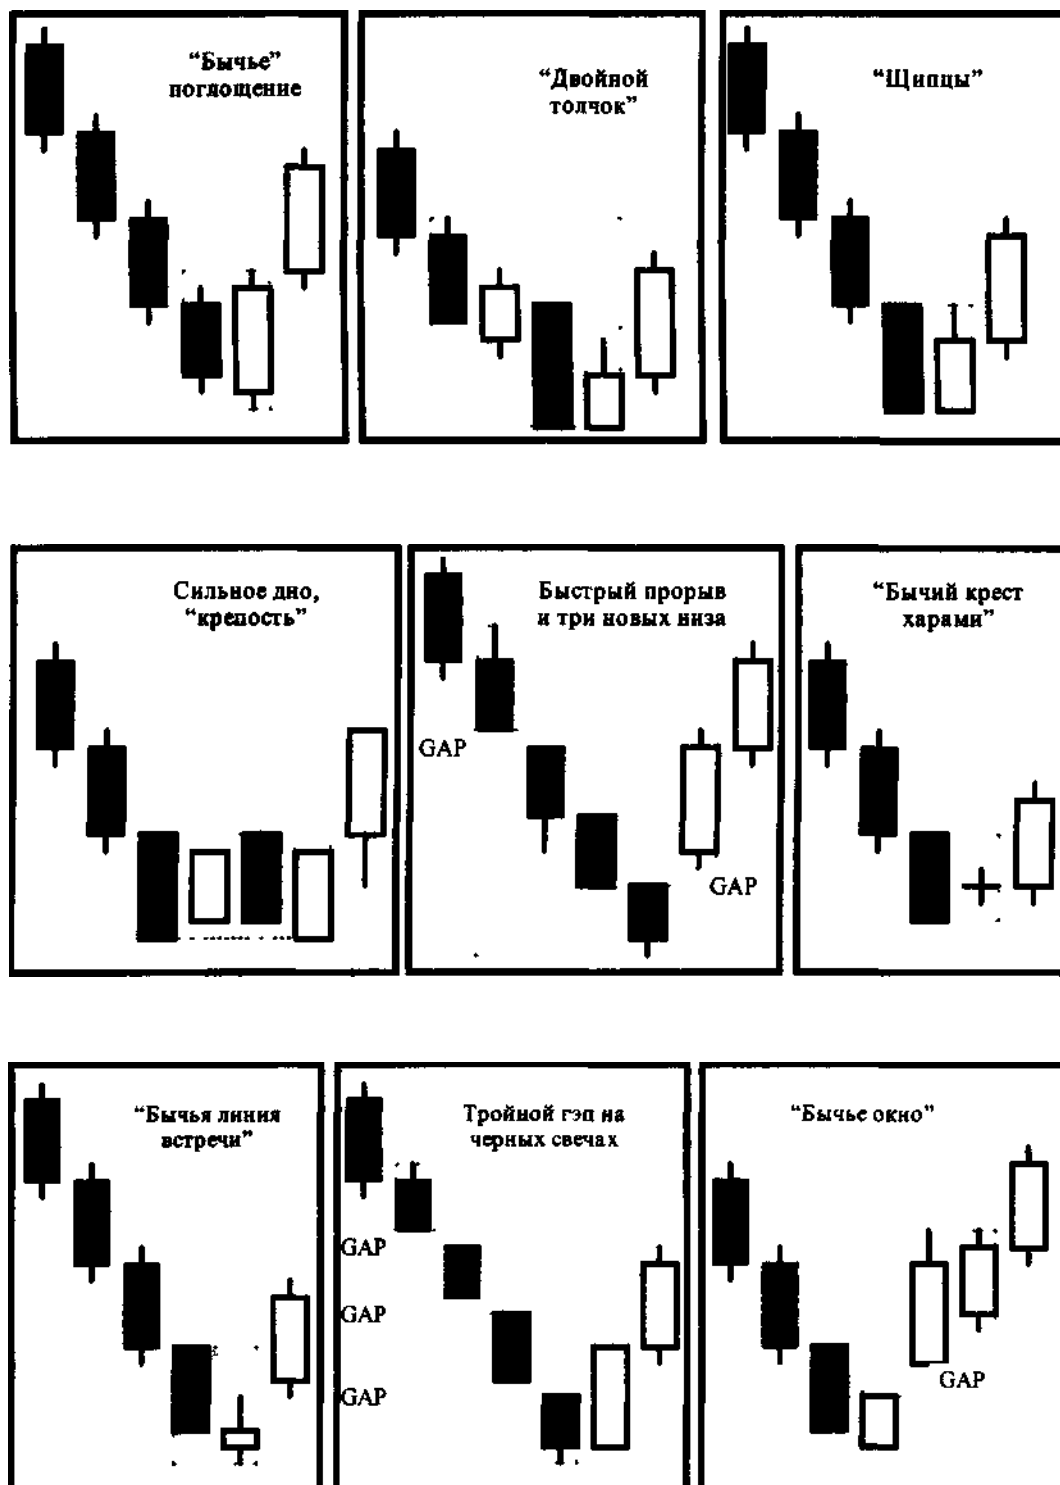 “Бычье”
поглощение
“Двойной
толчок”
“Щипцы”
Сильное дно,
“крепость”
Быстрый прорыв
и три новых низа
“Бычий крест
харами”
GAP
GAP
“Бычья линия
встречи”
Тройной гэп на
черных свечах
“Бычье окно”
GAP
GAP
GAP
GAP